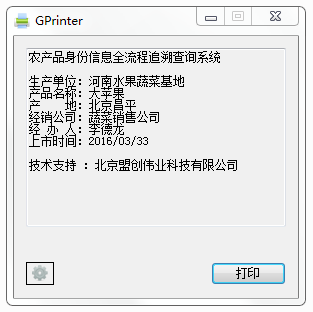 GPrinter
农产品身份信息全流程追溯查询系统
生产单位：河南水果蔬菜基地
产品名称：大苹果
产　　地：北京昌平
经销公司：蔬菜销售公司
经 办 人：李德龙
上市时间：2016/03/33
技术支持 ：北京盟创伟业科技有限公司
打印